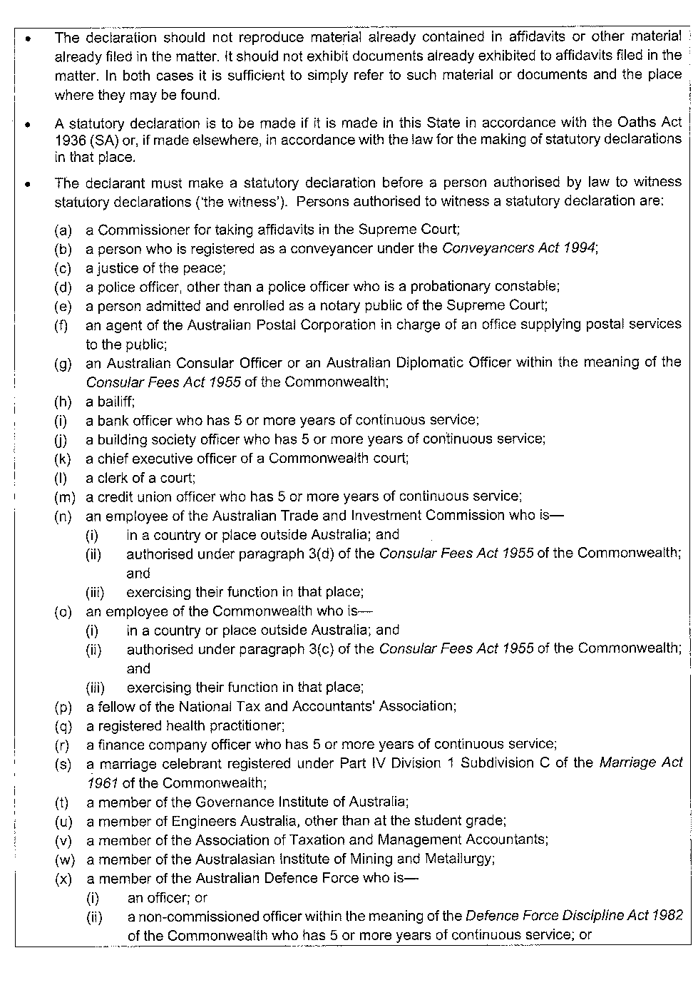 • The declaration should not reproduce material already contained in affidavits or other material
already filed in the matter. It should not exhibit documents already exhibited to affidavits filed in the
matter. In both cases it is sufficient to simply refer to such material or documents and the place
where they may be found.
• A statutory declaration is to be made if it is made in this State in accordance with the Oaths Act
1936 (SA) or, if made elsewhere, in accordance with the law for the making of statutory declarations
in that place.
• The declarant must make a statutory declaration before a person authorised by law to witness
statutory declarations (‘the witness’). Persons authorised to witness a statutory declaration are:
(a) a Commissioner for taking affidavits in the Supreme Court;
(b) a person who is registered as a conveyancer under the Conveyancers Act 1994;
(c) a justice of the peace;
(d) a police officer, other than a police officer who is a probationary constable;
(e) a person admitted and enrolled as a notary public of the Supreme Court;
(f) an agent of the Australian Postal Corporation in charge of an office supplying postal services
to the public;
(g) an Australian Consular Officer or an Australian Diplomatic Officer within the meaning of the
Consular Fees Act 1955 of the Commonwealth;
(h) a bailiff;
(i) a bank officer who has 5 or more years of continuous service;
(j) a building society officer who has 5 or more years of continuous service;
(k) a chief executive officer of a Commonwealth court;
(l) a clerk of a court;
(m) a credit union officer who has 5 or more years of continuous service;
(n) an employee of the Australian Trade and Investment Commission who is—
(i) in a country or place outside Australia; and
(ii) authorised under paragraph 3(d) of the Consular Fees Act 1955 of the Commonwealth;
and
(iii) exercising their function in that place;
(o) an employee of the Commonwealth who is—
(i) in a country or place outside Australia; and
(ii) authorised under paragraph 3(c) of the Consular Fees Act 1955 of the Commonwealth;
and
(iii) exercising their function in that place;
(p) a fellow of the National Tax and Accountants' Association;
(q) a registered health practitioner;
(r) a finance company officer who has 5 or more years of continuous service;
(s) a marriage celebrant registered under Part IV Division 1 Subdivision C of the Marriage Act
1961 of the Commonwealth;
(t) a member of the Governance Institute of Australia;
(u) a member of Engineers Australia, other than at the student grade;
(v) a member of the Association of Taxation and Management Accountants;
(w) a member of the Australasian Institute of Mining and Metallurgy;
(x) a member of the Australian Defence Force who is—
(i) an officer; or
(ii) a non-commissioned officer within the meaning of the Defence Force Discipline Act 1982
of the Commonwealth who has 5 or more years of continuous service; or